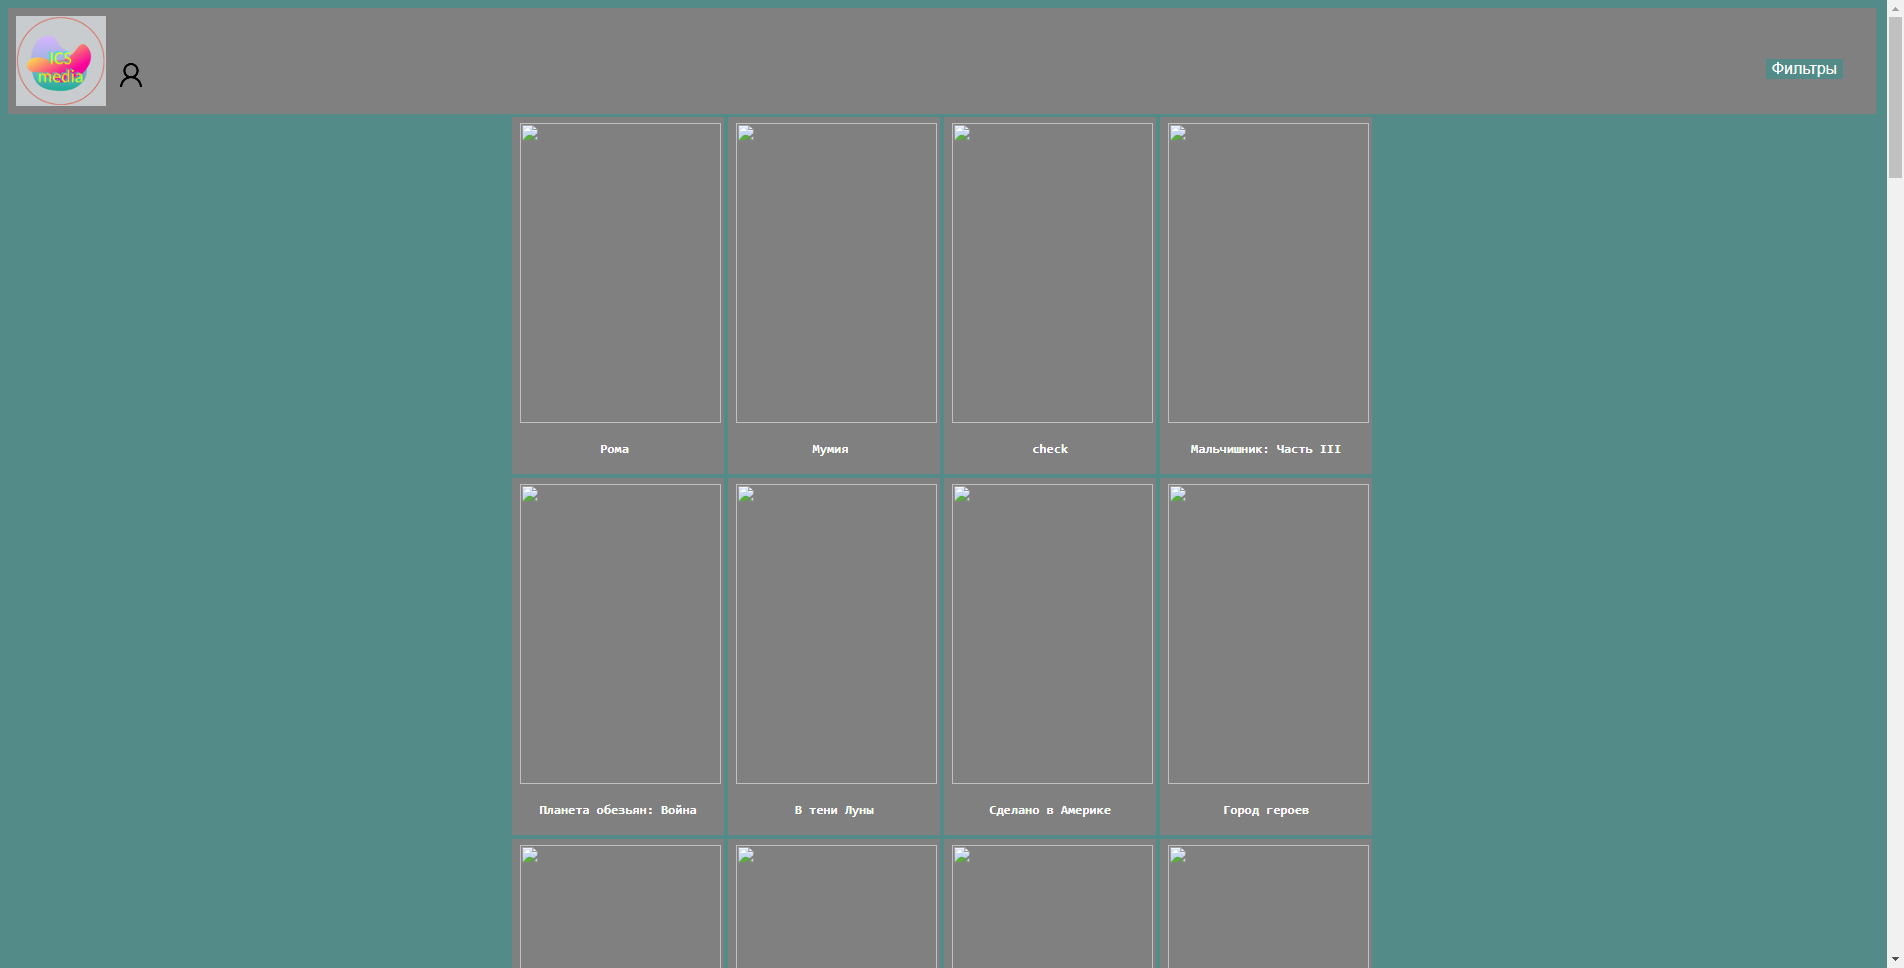 ICS
media
Фильтры
Рома
Мумия
check
Мальчишник: Часть III
Планета обезьян: Война
В тени Луны
Сделано в Америке
Город героев